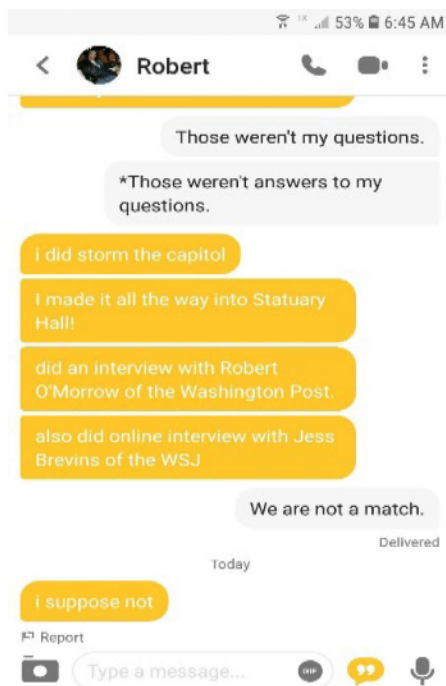 53% 6:45 AM
Robert
Those weren't my questions.
*Those weren't answers to my
questions.
i did storm the capitol
I made it all the way into Statuary
Hall!
did an interview with Robert
O'Morrow of the Washington Post.
also did online interview with Jess
Brevins of the WSJ
We are not a match.
Delivered
Today
i suppose not
Report
Type a message...
GIF